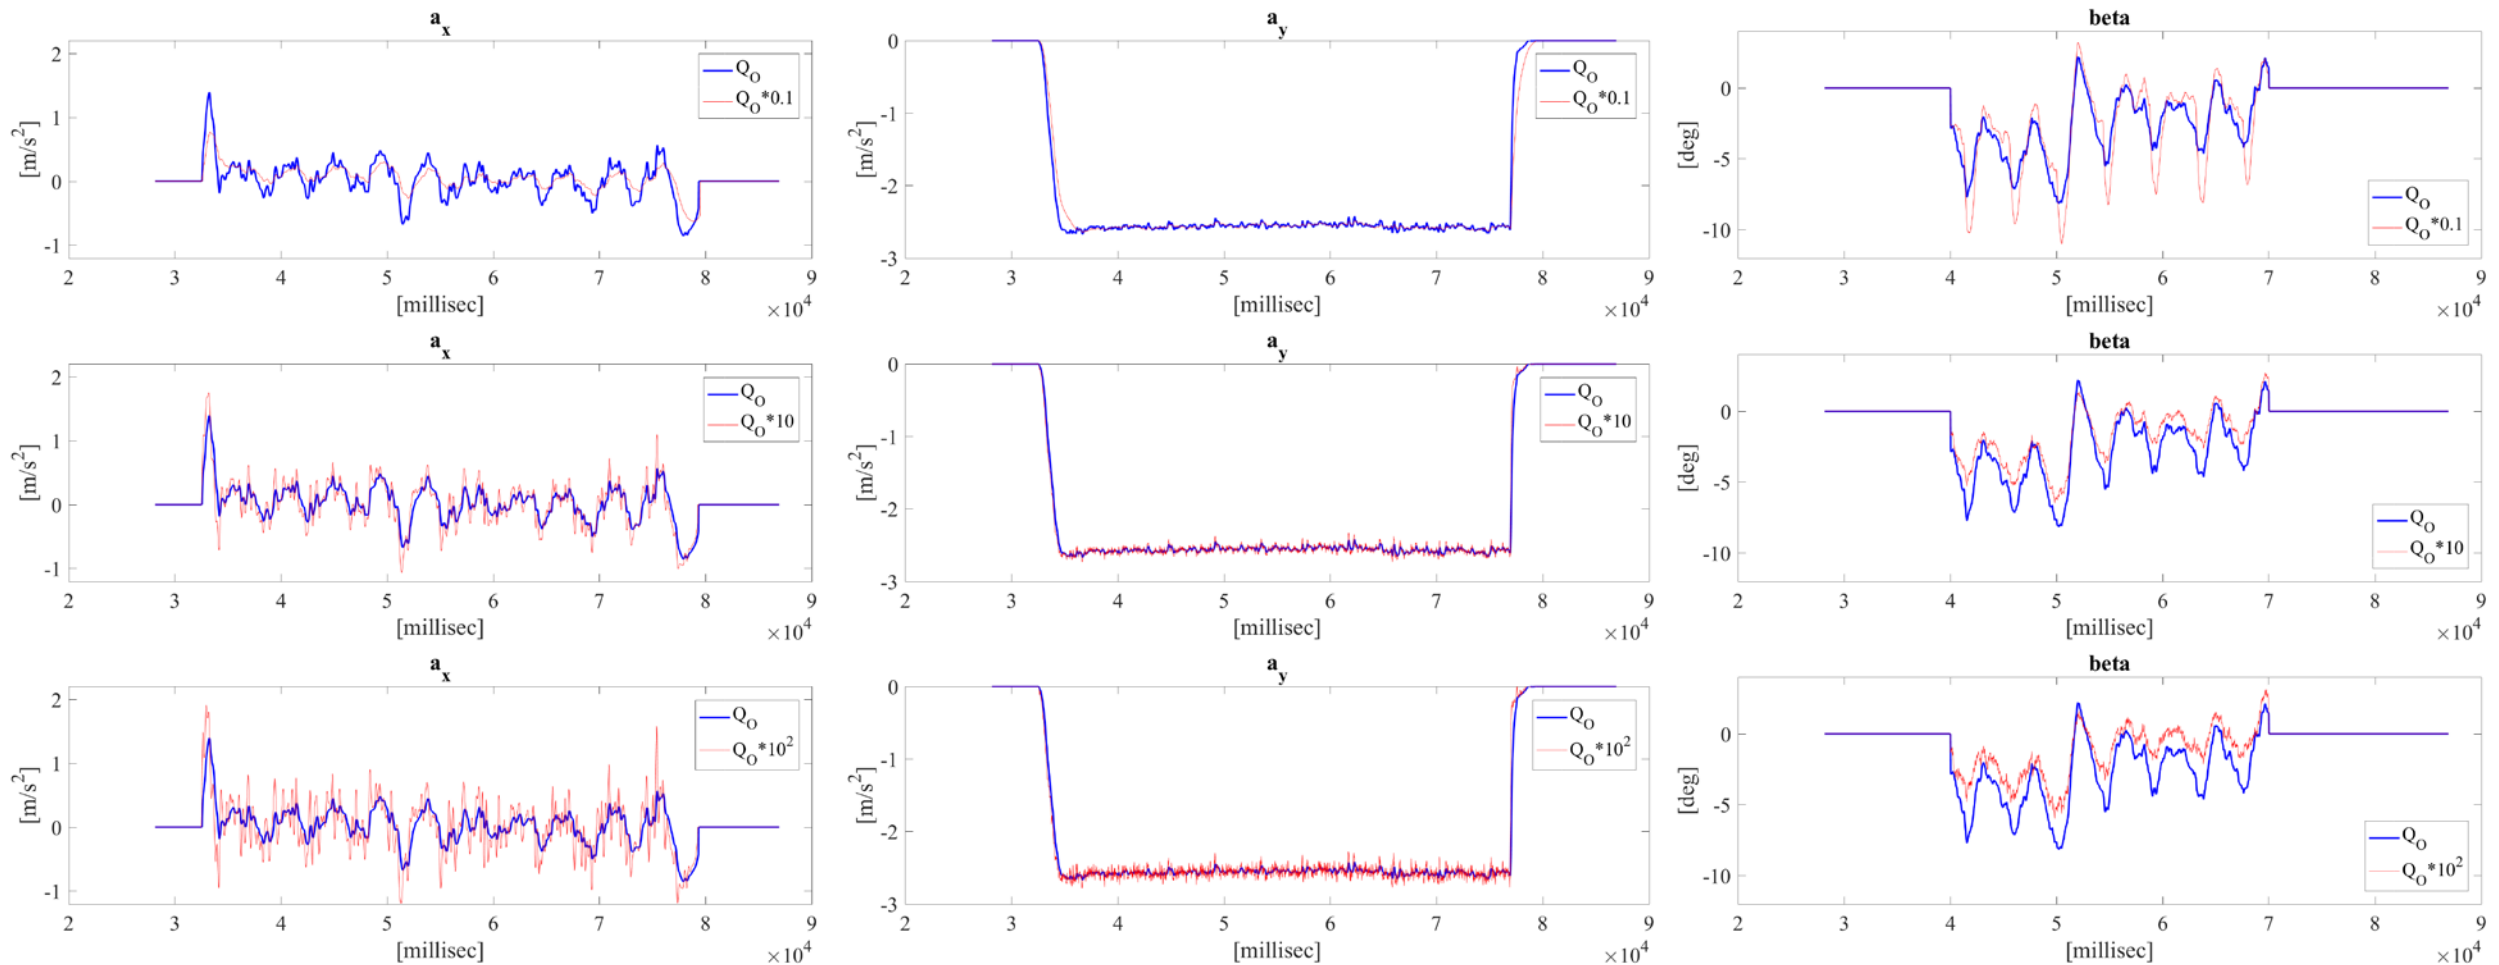 a_x
[m/s^2]
2
1
0
-1
Q_O
Q_O*0.1
2 3 4 5 6 7 8 9
[millisec]
×10^4
a_y
[m/s^2]
0
-1
-2
-3
Q_O
Q_O*0.1
2 3 4 5 6 7 8 9
[millisec]
×10^4
beta
[deg]
0
-5
-10
Q_O
Q_O*0.1
2 3 4 5 6 7 8 9
[millisec]
×10^4
a_x
[m/s^2]
2
1
0
-1
Q_O
Q_O*10
2 3 4 5 6 7 8 9
[millisec]
×10^4
a_y
[m/s^2]
0
-1
-2
-3
Q_O
Q_O*10
2 3 4 5 6 7 8 9
[millisec]
×10^4
beta
[deg]
0
-5
-10
Q_O
Q_O*10
2 3 4 5 6 7 8 9
[millisec]
×10^4
a_x
[m/s^2]
2
1
0
-1
Q_O
Q_O*10^2
2 3 4 5 6 7 8 9
[millisec]
×10^4
a_y
[m/s^2]
0
-1
-2
-3
Q_O
Q_O*10^2
2 3 4 5 6 7 8 9
[millisec]
×10^4
beta
[deg]
0
-5
-10
Q_O
Q_O*10^2
2 3 4 5 6 7 8 9
[millisec]
×10^4